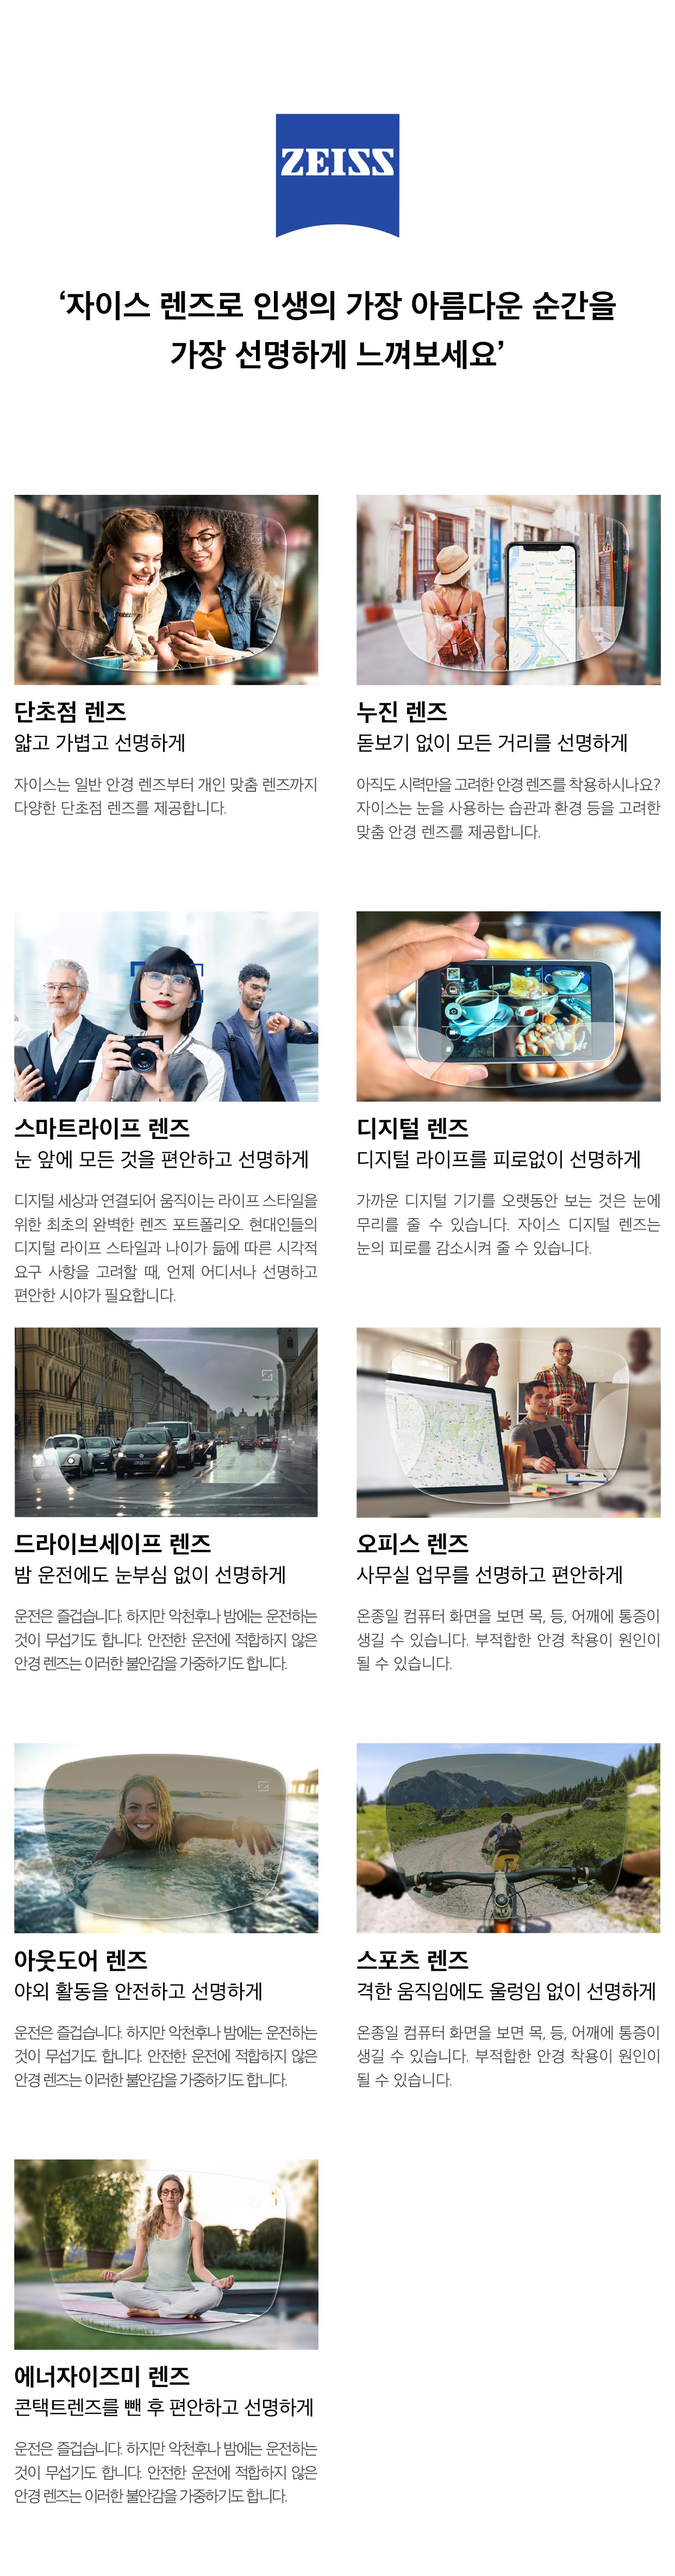 ZEISS
‘자이스 렌즈로 인생의 가장 아름다운 순간을
가장 선명하게 느껴보세요’
단초점 렌즈
얇고 가볍고 선명하게
자이스는 일반 안경 렌즈부터 개인 맞춤 렌즈까지
다양한 단초점 렌즈를 제공합니다.
누진 렌즈
돋보기 없이 모든 거리를 선명하게
아직도 시력만을 고려한 안경 렌즈를 착용하시나요?
자이스는 눈을 사용하는 습관과 환경 등을 고려한
맞춤 안경 렌즈를 제공합니다.
스마트라이프 렌즈
눈 앞에 모든 것을 편안하고 선명하게
디지털 세상과 연결되어 움직이는 라이프 스타일을
위한 최초의 완벽한 렌즈 포트폴리오. 현대인들의
디지털 라이프 스타일과 나이가 듦에 따른 시각적
요구 사항을 고려할 때, 언제 어디서나 선명하고
편안한 시야가 필요합니다.
디지털 렌즈
디지털 라이프를 피로없이 선명하게
가까운 디지털 기기를 오랫동안 보는 것은 눈에
무리를 줄 수 있습니다. 자이스 디지털 렌즈는
눈의 피로를 감소시켜 줄 수 있습니다.
드라이브세이프 렌즈
밤 운전에도 눈부심 없이 선명하게
운전은 즐겁습니다. 하지만 악천후나 밤에는 운전하는
것이 무섭기도 합니다. 안전한 운전에 적합하지 않은
안경 렌즈는 이러한 불안감을 가중하기도 합니다.
오피스 렌즈
사무실 업무를 선명하고 편안하게
온종일 컴퓨터 화면을 보면 목, 등, 어깨에 통증이
생길 수 있습니다. 부적합한 안경 착용이 원인이
될 수 있습니다.
아웃도어 렌즈
야외 활동을 안전하고 선명하게
운전은 즐겁습니다. 하지만 악천후나 밤에는 운전하는
것이 무섭기도 합니다. 안전한 운전에 적합하지 않은
안경 렌즈는 이러한 불안감을 가중하기도 합니다.
스포츠 렌즈
격한 움직임에도 울렁임 없이 선명하게
온종일 컴퓨터 화면을 보면 목, 등, 어깨에 통증이
생길 수 있습니다. 부적합한 안경 착용이 원인이
될 수 있습니다.
에너자이즈미 렌즈
콘택트렌즈를 뺀 후 편안하고 선명하게
운전은 즐겁습니다. 하지만 악천후나 밤에는 운전하는
것이 무섭기도 합니다. 안전한 운전에 적합하지 않은
안경 렌즈는 이러한 불안감을 가중하기도 합니다.